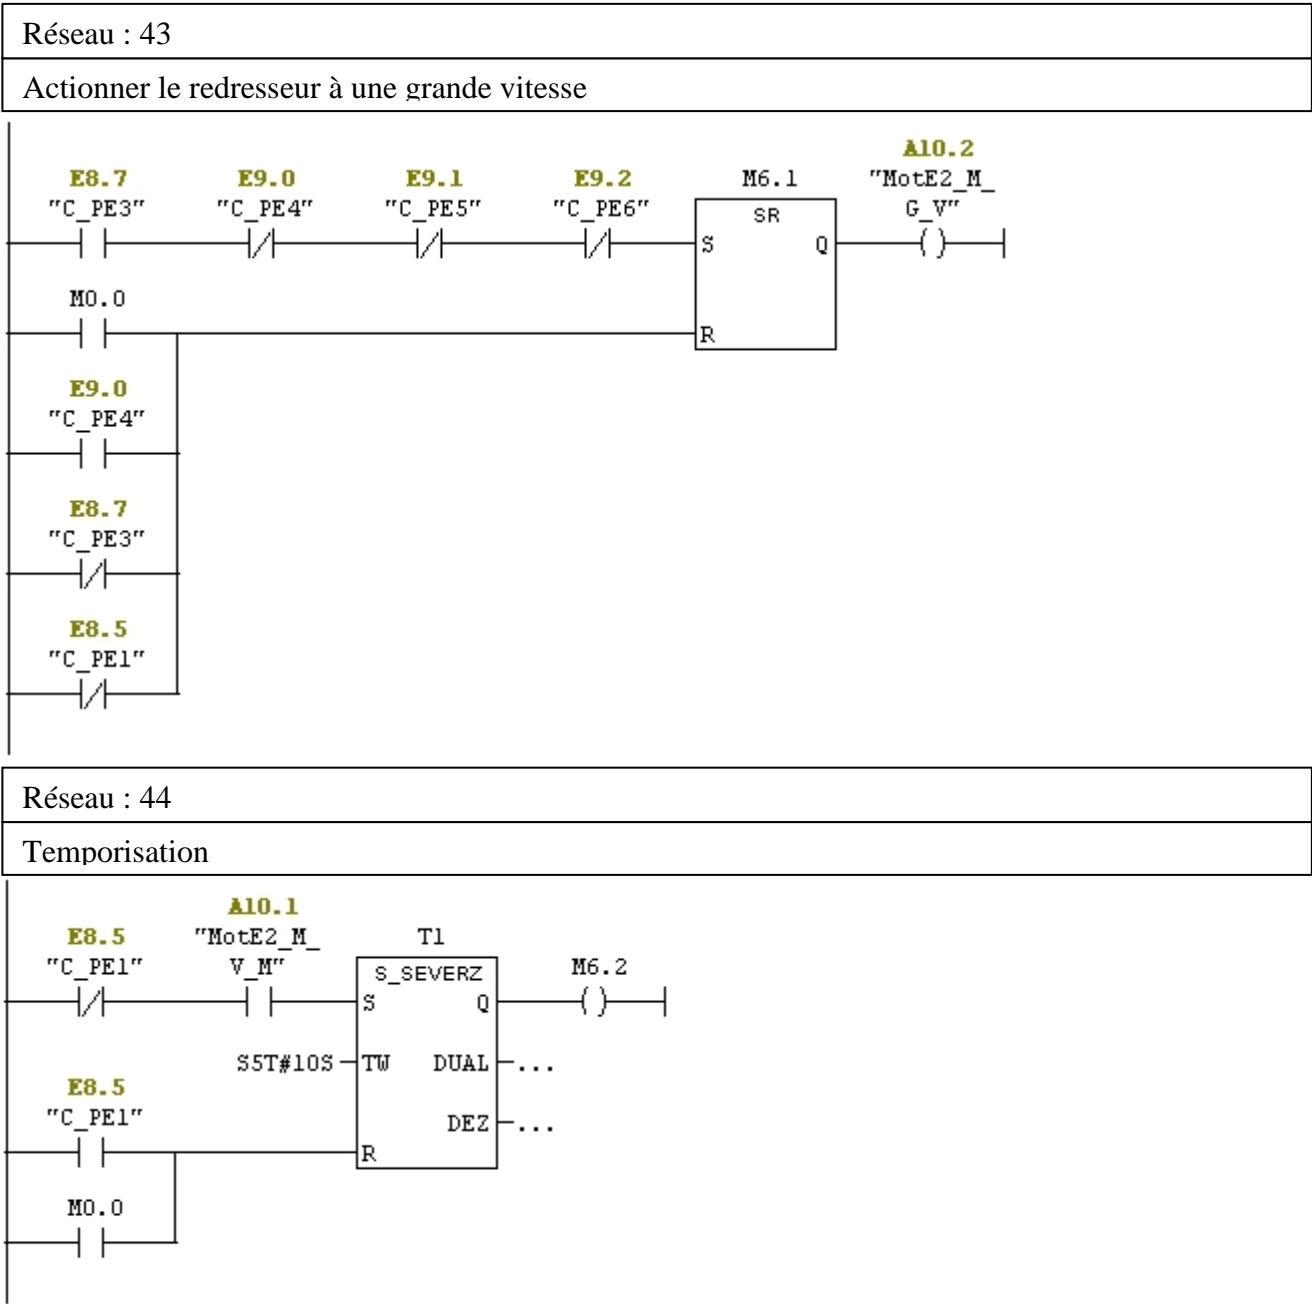 Réseau : 43
Actionner le redresseur à une grande vitesse
A10.2
E8.7 E9.0 E9.1 E9.2 M6.1 "MotE2_M_
"C_PE3" "C_PE4" "C_PE5" "C_PE6" SR G_V"
S Q
M0.0
R
E9.0
"C_PE4"
E8.7
"C_PE3"
E8.5
"C_PE1"
Réseau : 44
Temporisation
A10.1
E8.5 "MotE2_M_ T1
"C_PE1" V_M" S_SEVERZ M6.2
S Q
S5T#10S TW DUAL ...
E8.5
"C_PE1" DEZ ...
R
M0.0